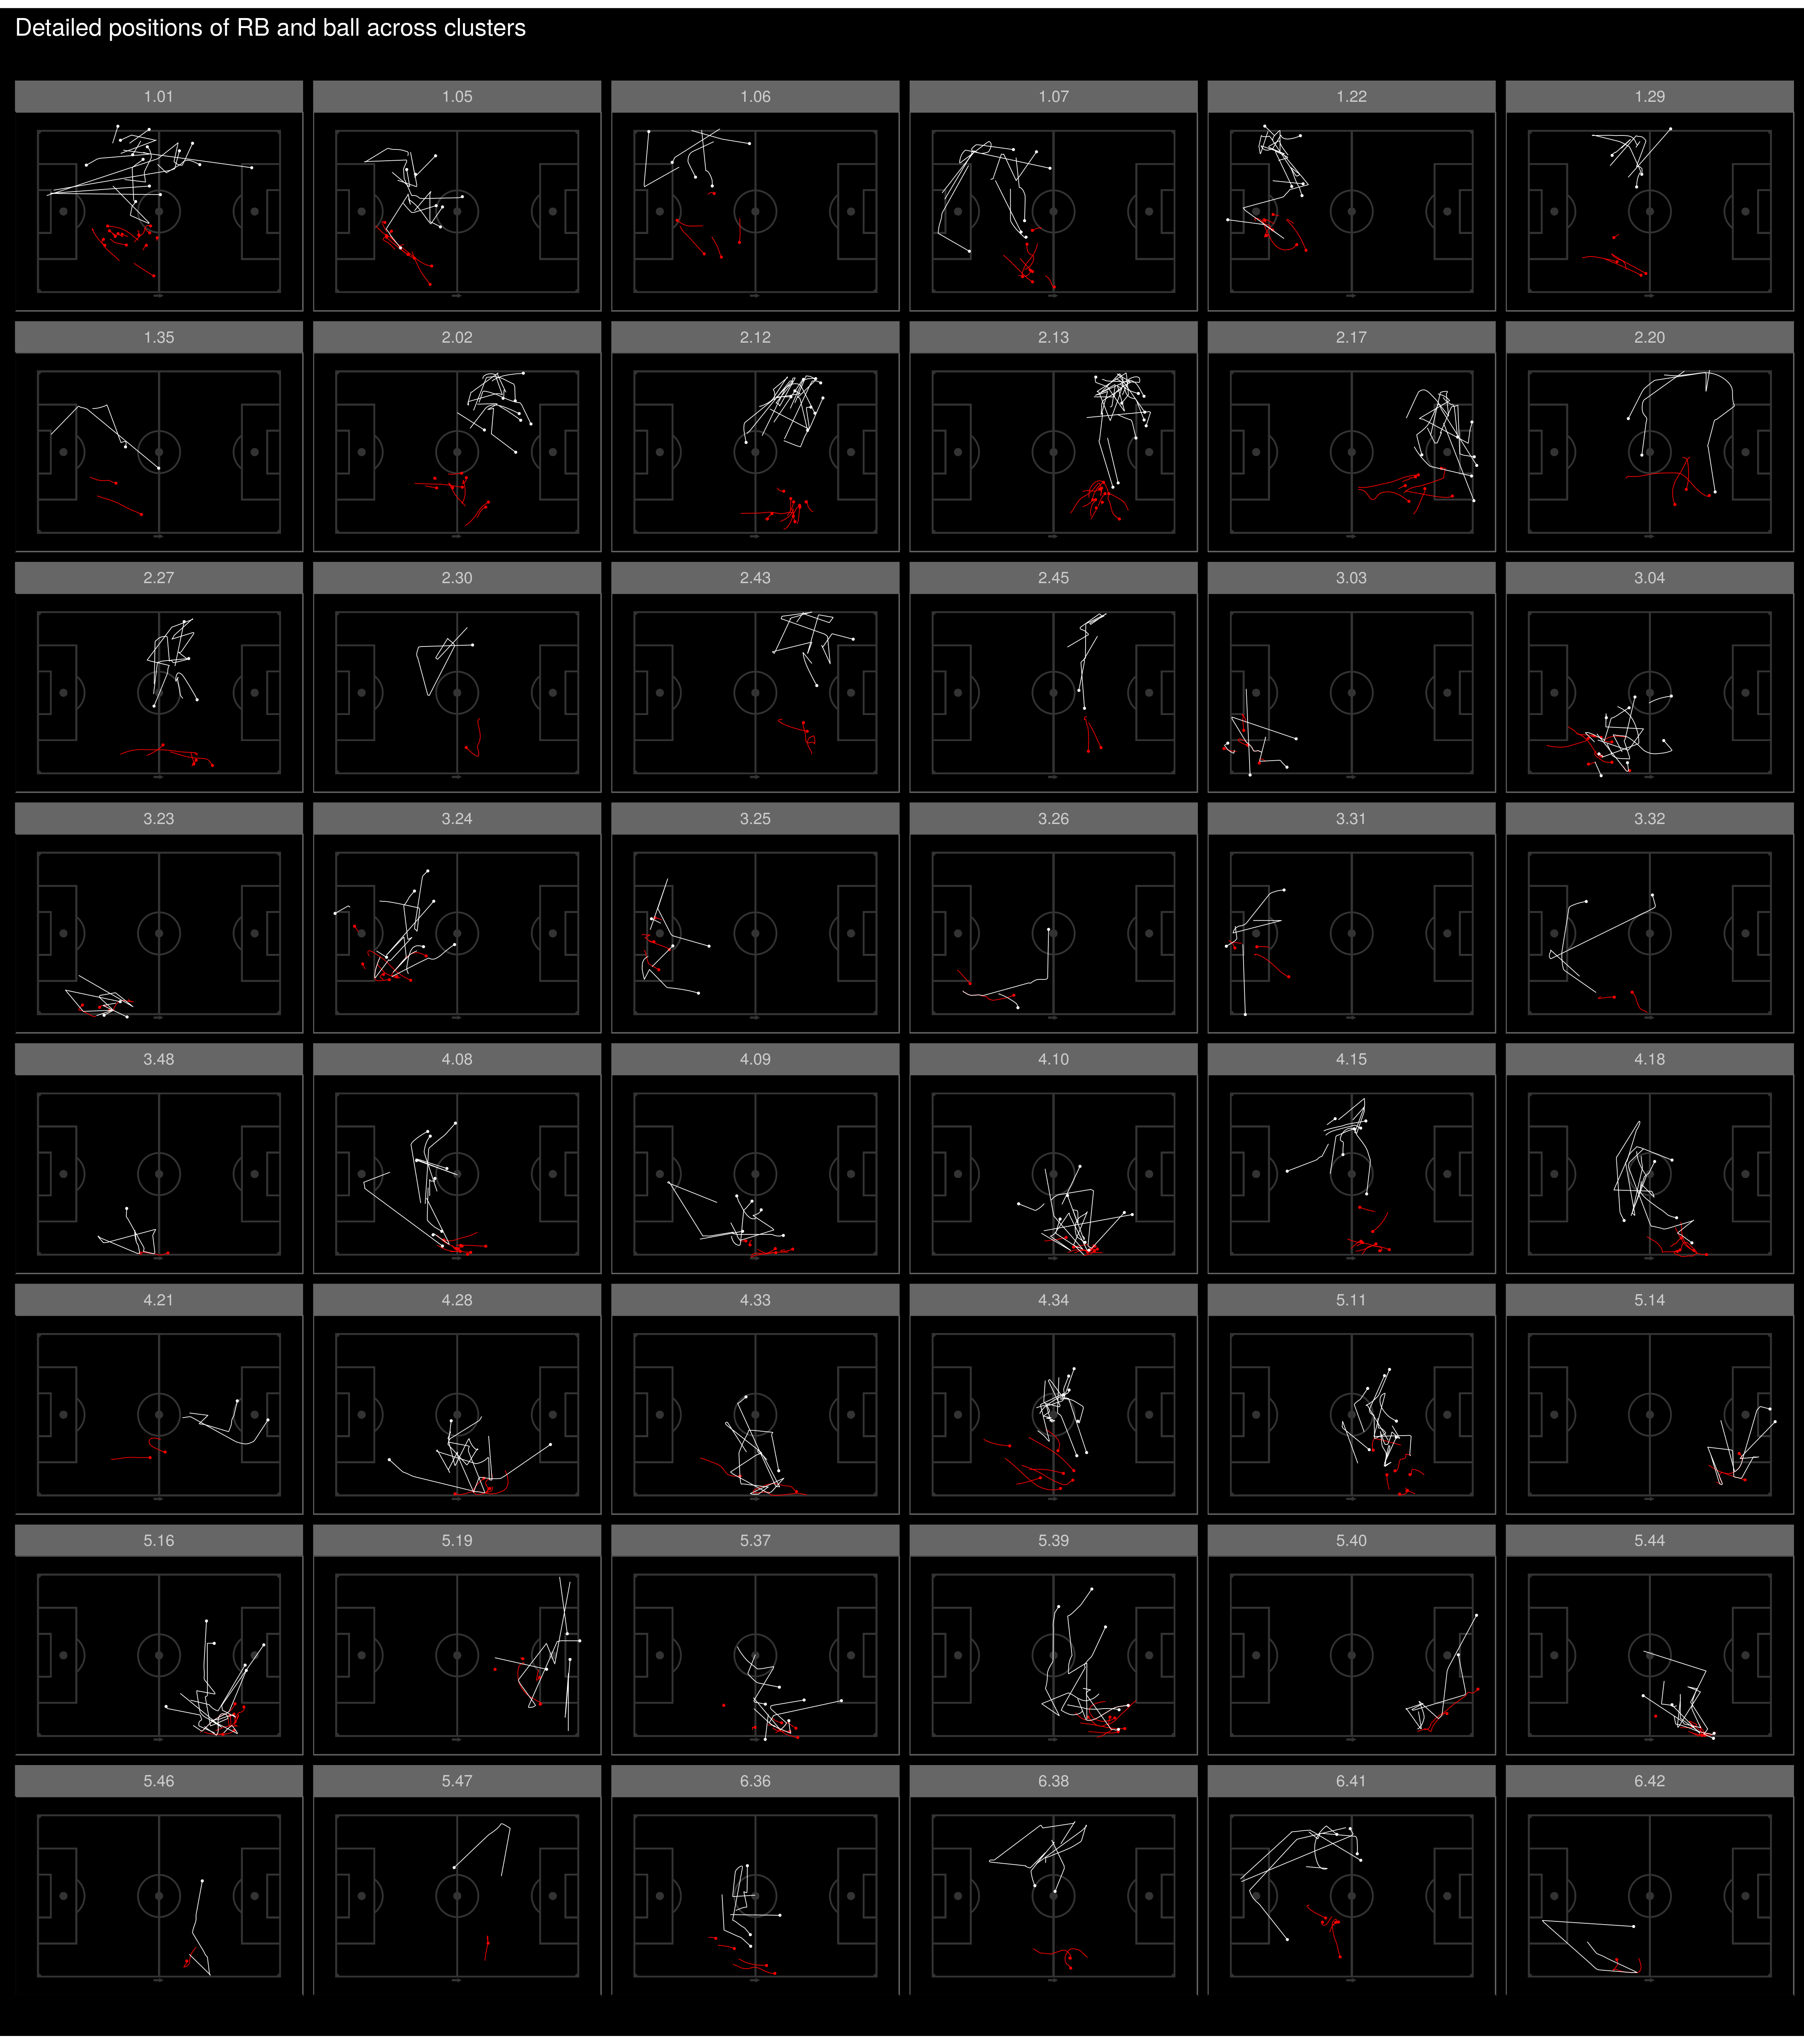 Detailed positions of RB and ball across clusters
1.01 1.05 1.06 1.07 1.22 1.29
1.35 2.02 2.12 2.13 2.17 2.20
2.27 2.30 2.43 2.45 3.03 3.04
3.23 3.24 3.25 3.26 3.31 3.32
3.48 4.08 4.09 4.10 4.15 4.18
4.21 4.28 4.33 4.34 5.11 5.14
5.16 5.19 5.37 5.39 5.40 5.44
5.46 5.47 6.36 6.38 6.41 6.42